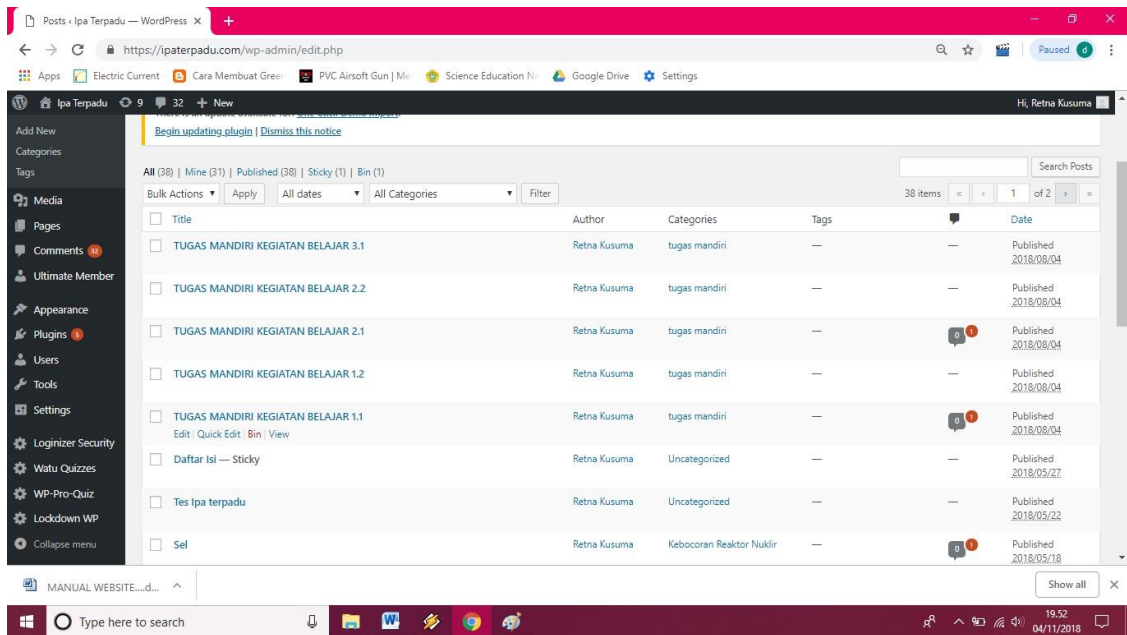 Posts ‹ Ipa Terpadu — WordPress
https://ipaterpadu.com/wp-admin/edit.php
Paused d
Apps Electric Current Cara Membuat Green PVC Airsoft Gun | Me Science Education Na Google Drive Settings
Ipa Terpadu 9 32 + New Hi, Retna Kusuma
There is an update available for: One Click Demo Import.
Begin updating plugin | Dismiss this notice
Add New
Categories
Tags
Media
Pages
Comments 32
Ultimate Member
Appearance
Plugins 5
Users
Tools
Settings
Loginizer Security
Watu Quizzes
WP-Pro-Quiz
Lockdown WP
Collapse menu
All (38) | Mine (31) | Published (38) | Sticky (1) | Bin (1)
Search Posts
Bulk Actions Apply All dates All Categories Filter 38 items « ‹ 1 of 2 › »
Title Author Categories Tags Date
TUGAS MANDIRI KEGIATAN BELAJAR 3.1 Retna Kusuma tugas mandiri — — Published
2018/08/04
TUGAS MANDIRI KEGIATAN BELAJAR 2.2 Retna Kusuma tugas mandiri — — Published
2018/08/04
TUGAS MANDIRI KEGIATAN BELAJAR 2.1 Retna Kusuma tugas mandiri — 0 1 Published
2018/08/04
TUGAS MANDIRI KEGIATAN BELAJAR 1.2 Retna Kusuma tugas mandiri — — Published
2018/08/04
TUGAS MANDIRI KEGIATAN BELAJAR 1.1 Retna Kusuma tugas mandiri — 0 1 Published
Edit | Quick Edit | Bin | View 2018/08/04
Daftar Isi — Sticky Retna Kusuma Uncategorized — — Published
2018/05/27
Tes Ipa terpadu Retna Kusuma Uncategorized — — Published
2018/05/22
Sel Retna Kusuma Kebocoran Reaktor Nuklir — 0 1 Published
2018/05/18
MANUAL WEBSITE....d... Show all
Type here to search
19.52
04/11/2018